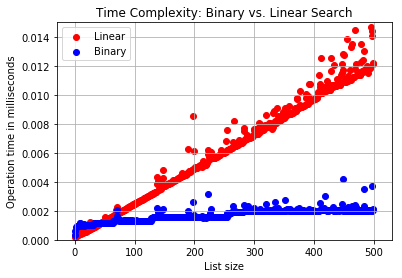 Time Complexity: Binary vs. Linear Search
Linear
Binary
Operation time in milliseconds
0.014
0.012
0.010
0.008
0.006
0.004
0.002
0.000
0 100 200 300 400 500
List size